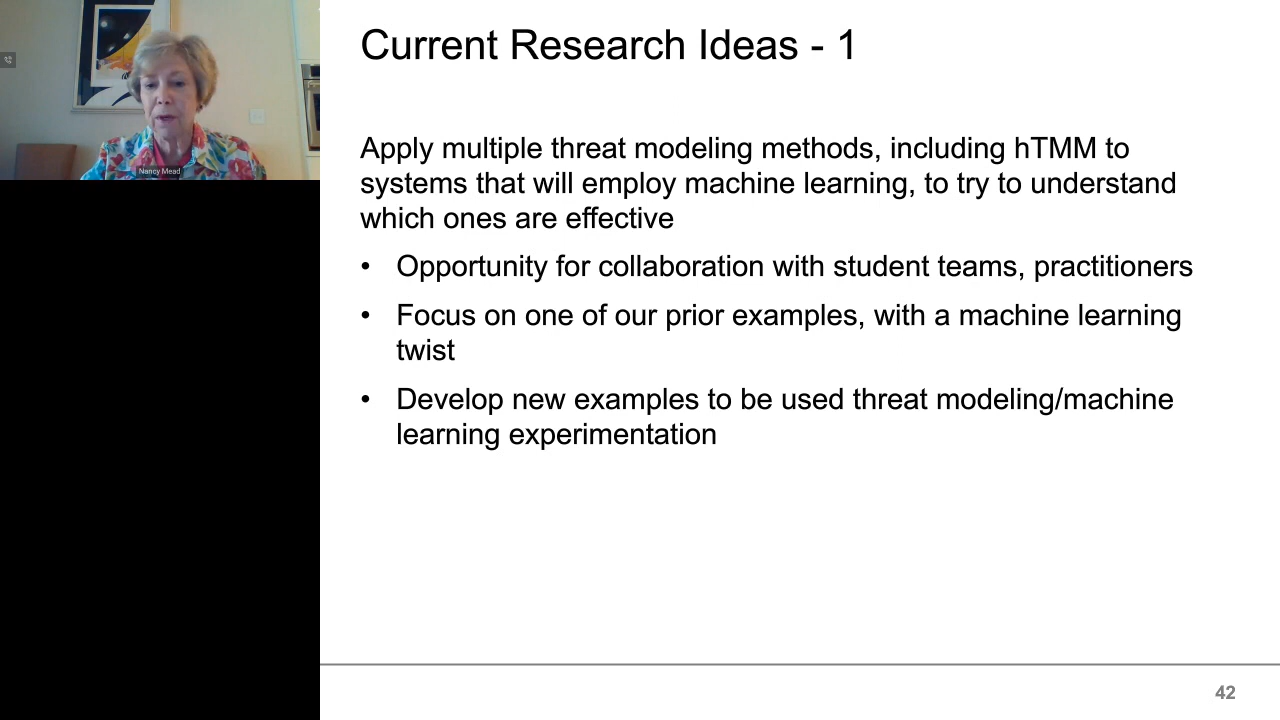 Nancy Mead
Current Research Ideas - 1
Apply multiple threat modeling methods, including hTMM to
systems that will employ machine learning, to try to understand
which ones are effective
• Opportunity for collaboration with student teams, practitioners
• Focus on one of our prior examples, with a machine learning
twist
• Develop new examples to be used threat modeling/machine
learning experimentation
42